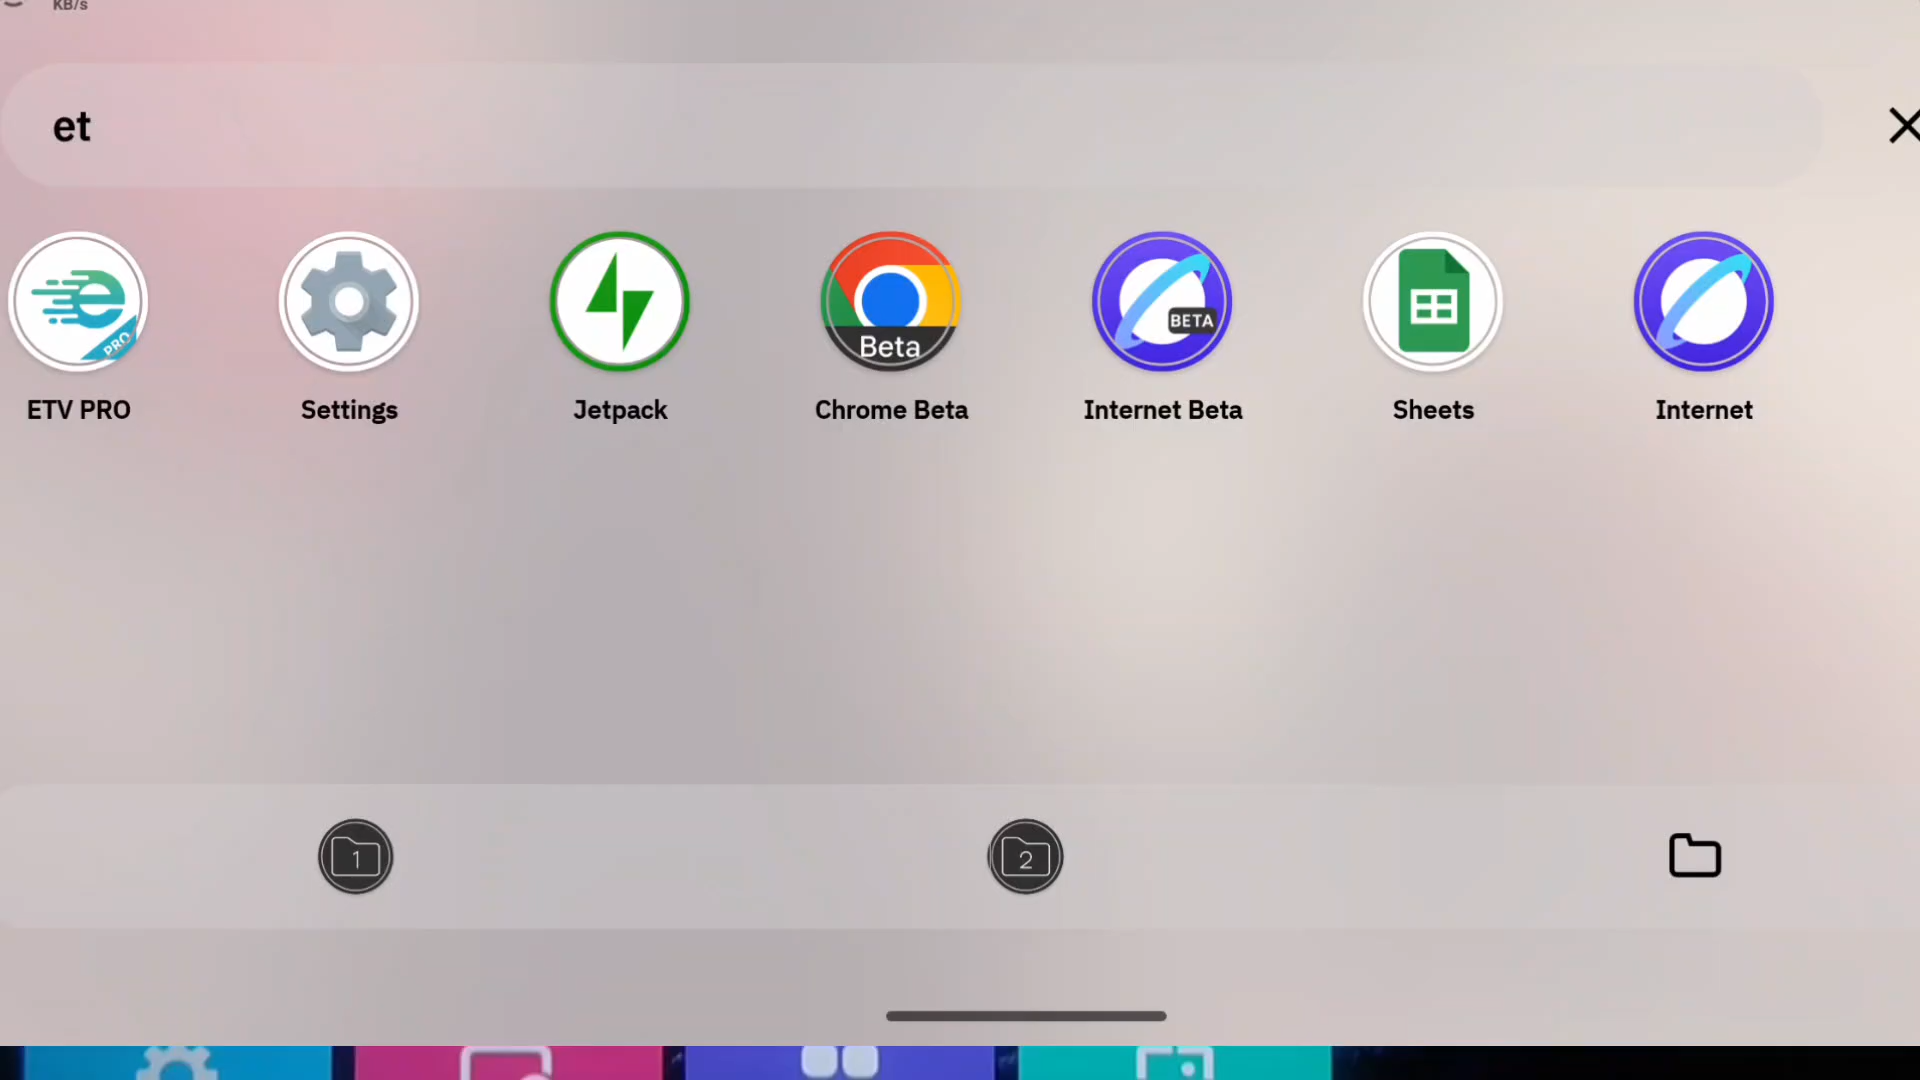 KB/s
et
PRO
Beta
BETA
ETV PRO
Settings
Jetpack
Chrome Beta
Internet Beta
Sheets
Internet
1
2